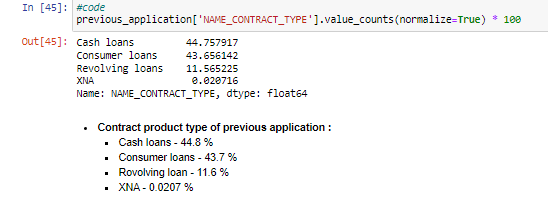 In [45]: #code
previous_application['NAME_CONTRACT_TYPE'].value_counts(normalize=True) * 100
Out[45]: Cash loans 44.757917
Consumer loans 43.656142
Revolving loans 11.565225
XNA 0.020716
Name: NAME_CONTRACT_TYPE, dtype: float64
• Contract product type of previous application :
▪ Cash loans - 44.8 %
▪ Consumer loans - 43.7 %
▪ Rovolving loan - 11.6 %
▪ XNA - 0.0207 %